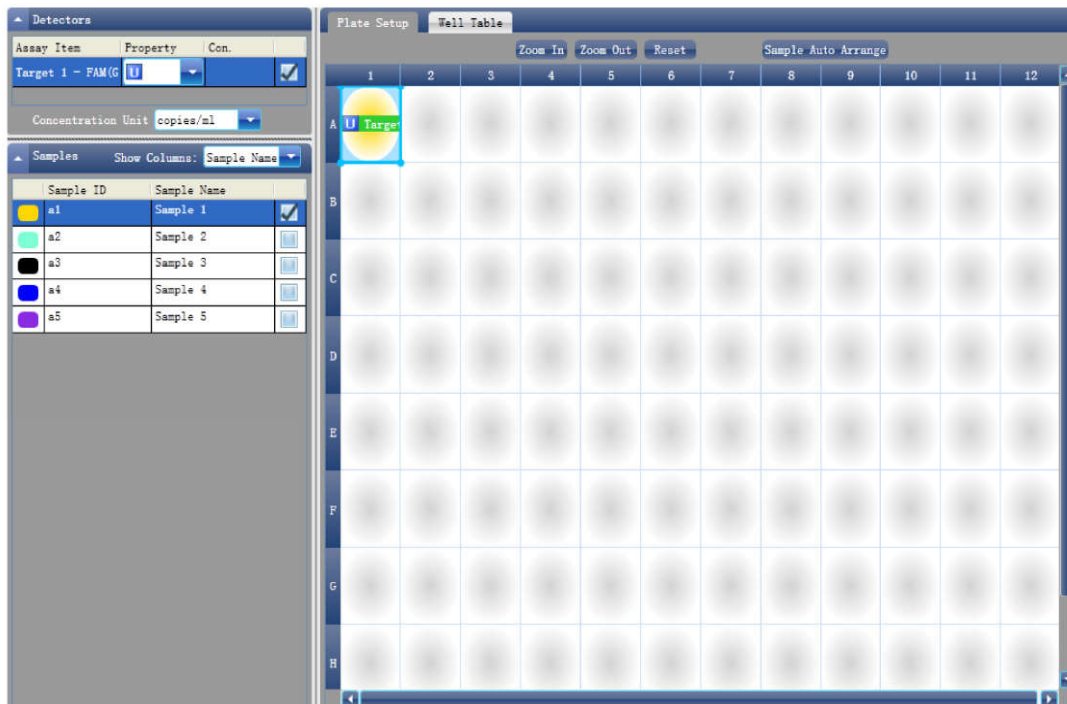 Detectors
Assay Item Property Con.
Target 1 - FAM(G U
Concentration Unit copies/ml
Samples Show Columns: Sample Name
Sample ID Sample Name
a1 Sample 1
a2 Sample 2
a3 Sample 3
a4 Sample 4
a5 Sample 5
Plate Setup Well Table
Zoom In Zoom Out Reset Sample Auto Arrange
1 2 3 4 5 6 7 8 9 10 11 12
A U Target
B
C
D
E
F
G
H